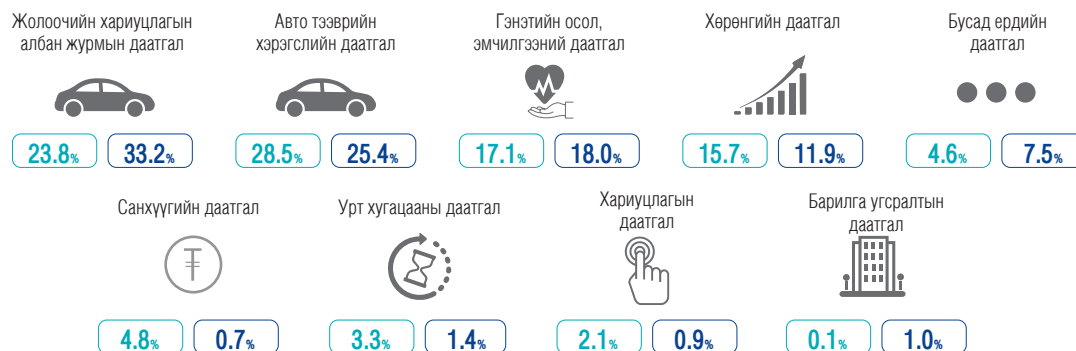 Жолоочийн хариуцлагын
албан журмын даатгал
23.8% 33.2%
Авто тээврийн
хэрэгслийн даатгал
28.5% 25.4%
Гэнэтийн осол,
эмчилгээний даатгал
17.1% 18.0%
Хөрөнгийн даатгал
15.7% 11.9%
Бусад ердийн
даатгал
4.6% 7.5%
Санхүүгийн даатгал
₮
4.8% 0.7%
Урт хугацааны даатгал
3.3% 1.4%
Хариуцлагын
даатгал
2.1% 0.9%
Барилга угсралтын
даатгал
0.1% 1.0%